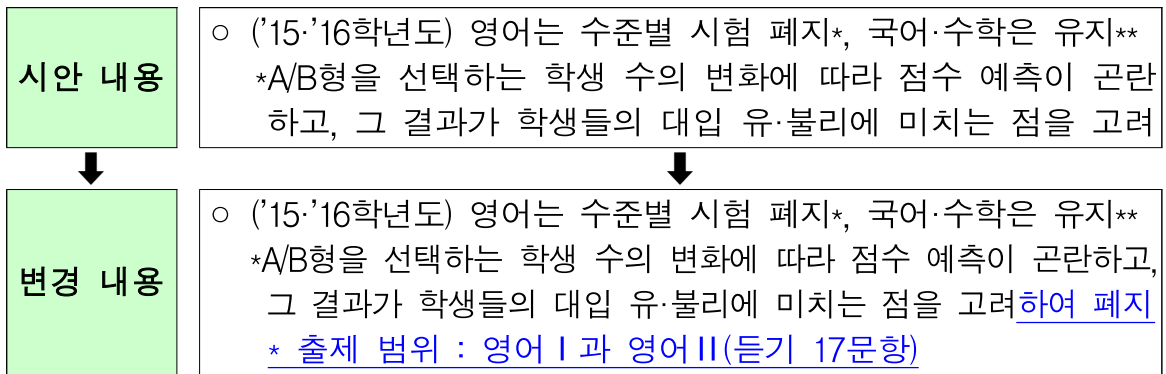 시안 내용
○ ('15·'16학년도) 영어는 수준별 시험 폐지*, 국어·수학은 유지**
*A/B형을 선택하는 학생 수의 변화에 따라 점수 예측이 곤란
하고, 그 결과가 학생들의 대입 유·불리에 미치는 점을 고려
변경 내용
○ ('15·'16학년도) 영어는 수준별 시험 폐지*, 국어·수학은 유지**
*A/B형을 선택하는 학생 수의 변화에 따라 점수 예측이 곤란하고,
그 결과가 학생들의 대입 유·불리에 미치는 점을 고려하여 폐지
* 출제 범위 : 영어Ⅰ과 영어Ⅱ(듣기 17문항)